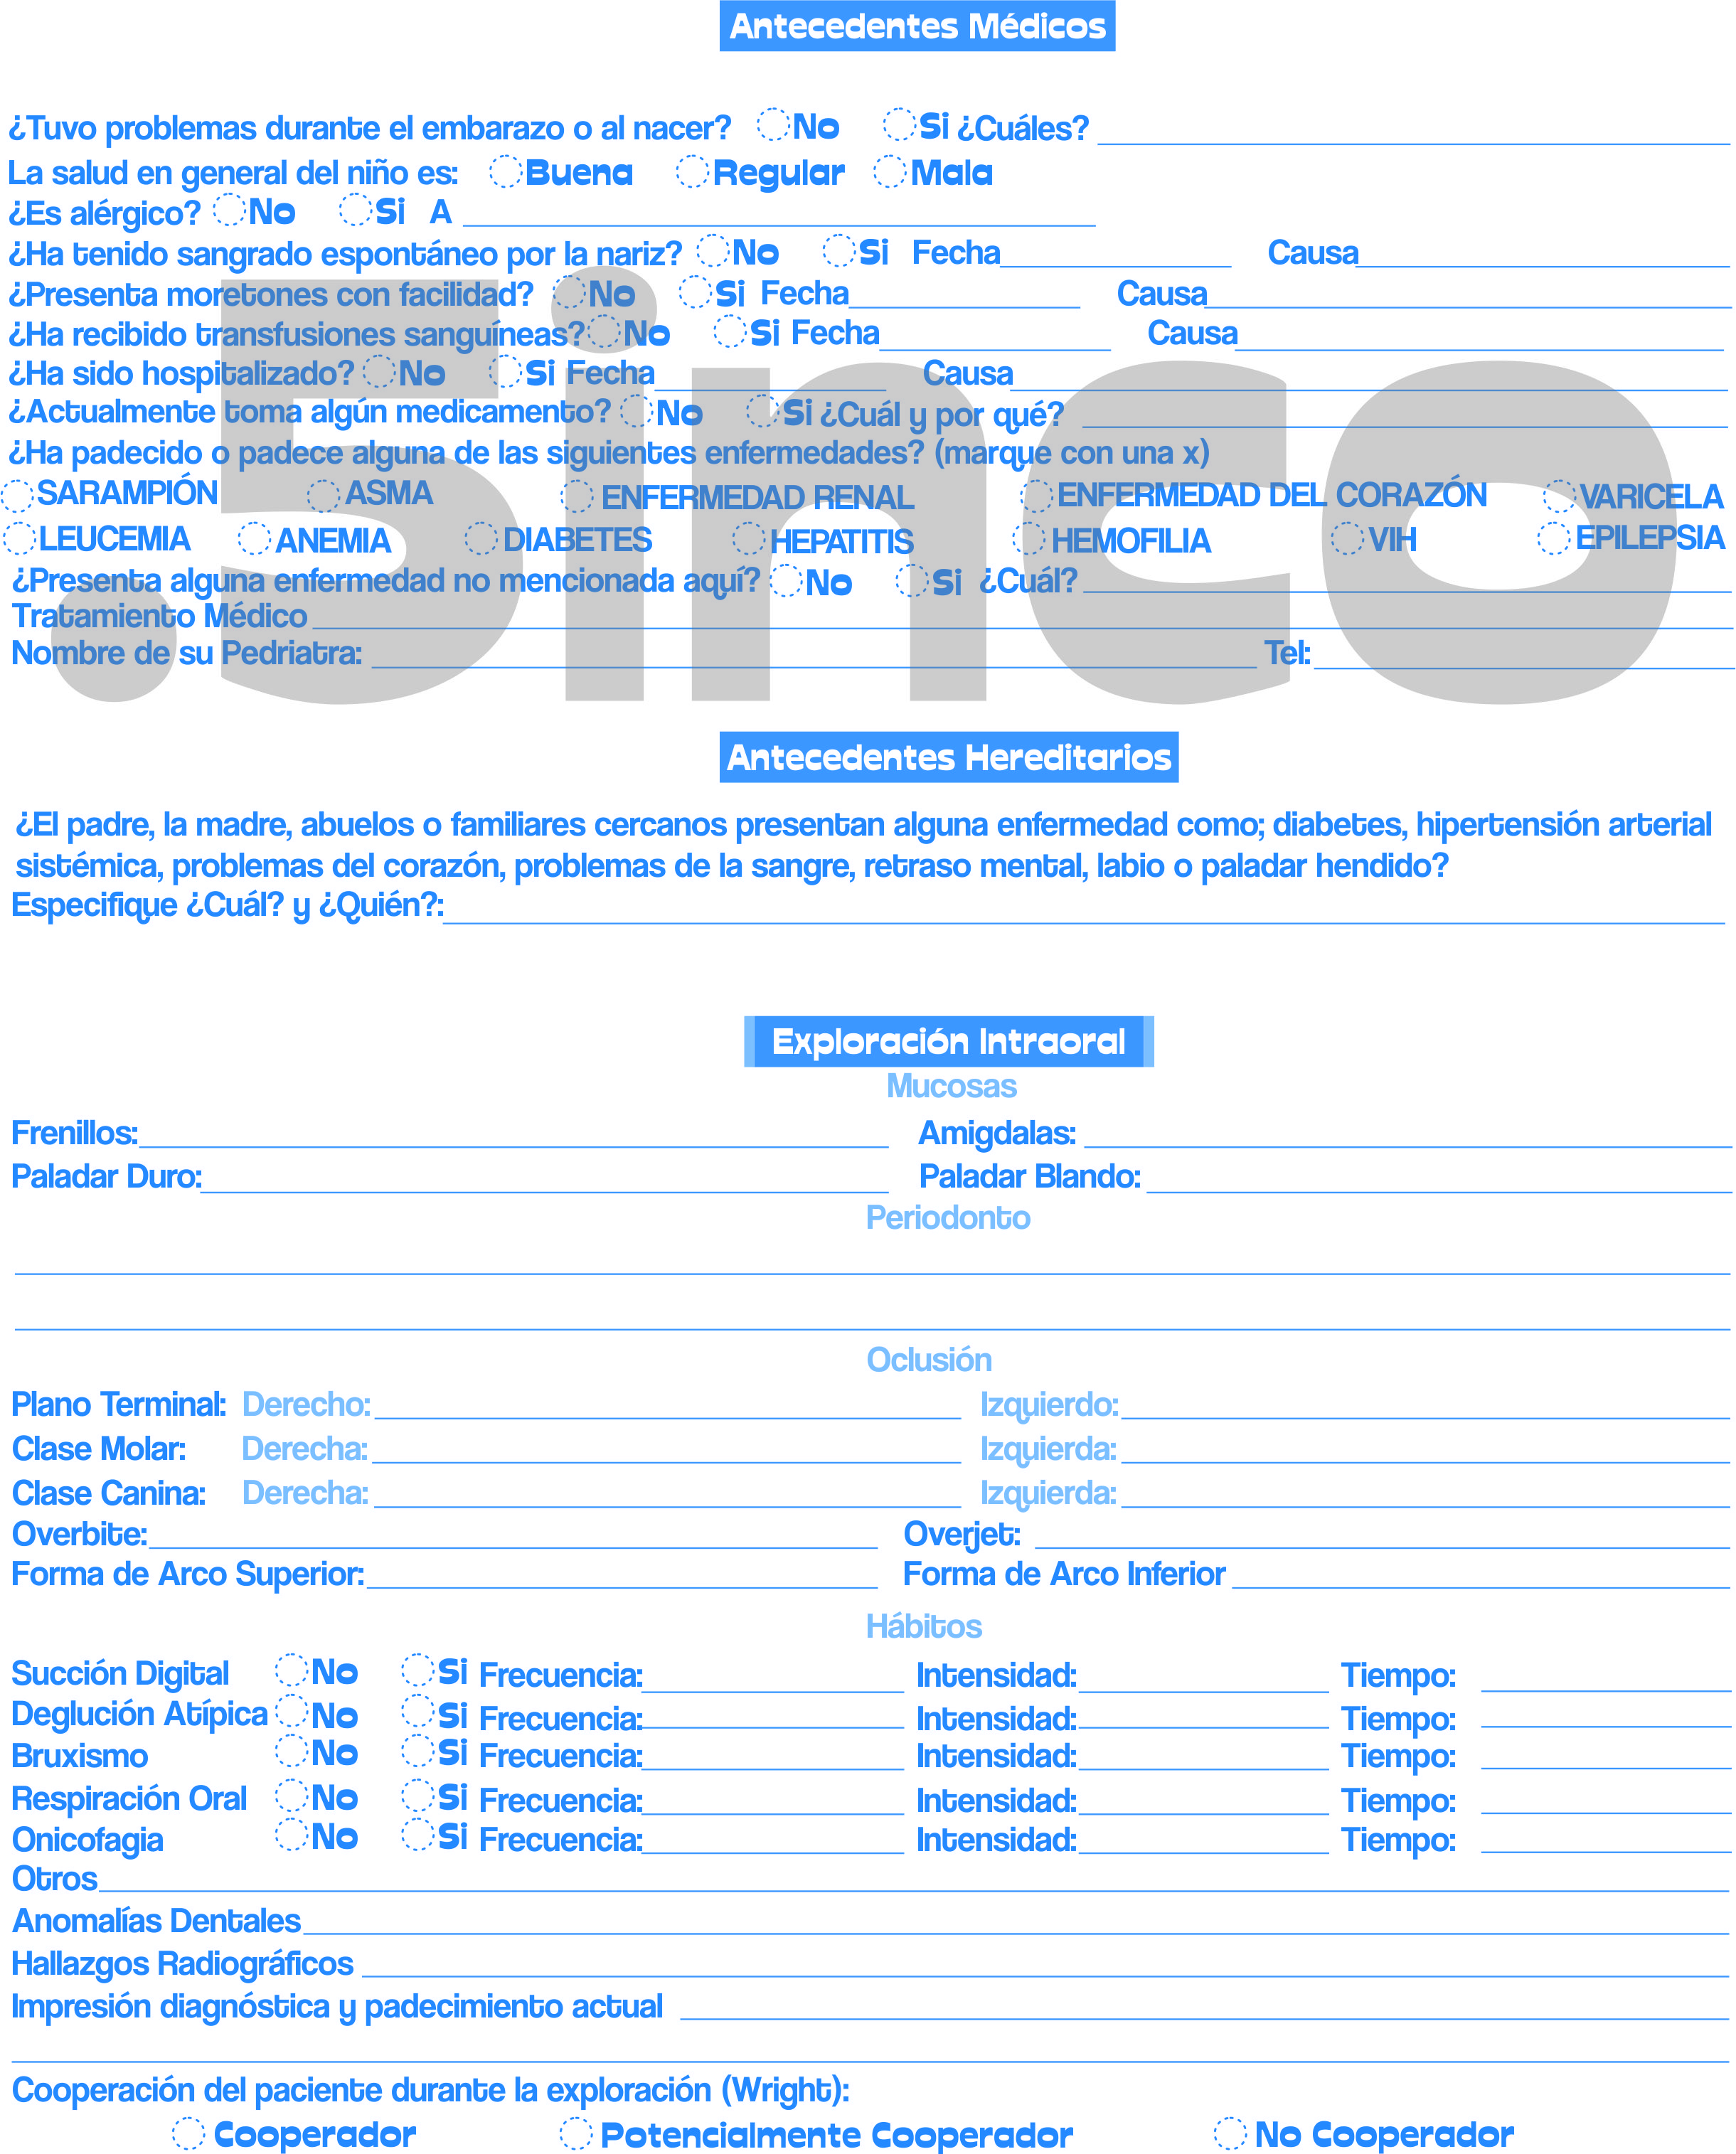 Antecedentes Médicos
¿Tuvo problemas durante el embarazo o al nacer? No Si ¿Cuáles?
La salud en general del niño es: Buena Regular Mala
¿Es alérgico? No Si A
¿Ha tenido sangrado espontáneo por la nariz? No Si Fecha Causa
¿Presenta moretones con facilidad? No Si Fecha Causa
¿Ha recibido transfusiones sanguíneas? No Si Fecha Causa
¿Ha sido hospitalizado? No Si Fecha Causa
¿Actualmente toma algún medicamento? No Si ¿Cuál y por qué?
¿Ha padecido o padece alguna de las siguientes enfermedades? (marque con una x)
SARAMPIÓN ASMA ENFERMEDAD RENAL ENFERMEDAD DEL CORAZÓN VARICELA
LEUCEMIA ANEMIA DIABETES HEPATITIS HEMOFILIA VIH EPILEPSIA
¿Presenta alguna enfermedad no mencionada aquí? No Si ¿Cuál?
Tratamiento Médico
Nombre de su Pedriatra: Tel:
.5inco
Antecedentes Hereditarios
¿El padre, la madre, abuelos o familiares cercanos presentan alguna enfermedad como; diabetes, hipertensión arterial
sistémica, problemas del corazón, problemas de la sangre, retraso mental, labio o paladar hendido?
Especifique ¿Cuál? y ¿Quién?:
Exploración Intraoral
Mucosas
Frenillos: Amigdalas:
Paladar Duro: Paladar Blando:
Periodonto
Oclusión
Plano Terminal: Derecho: Izquierdo:
Clase Molar: Derecha: Izquierda:
Clase Canina: Derecha: Izquierda:
Overbite: Overjet:
Forma de Arco Superior: Forma de Arco Inferior
Hábitos
Succión Digital No Si Frecuencia: Intensidad: Tiempo:
Deglución Atípica No Si Frecuencia: Intensidad: Tiempo:
Bruxismo No Si Frecuencia: Intensidad: Tiempo:
Respiración Oral No Si Frecuencia: Intensidad: Tiempo:
Onicofagia No Si Frecuencia: Intensidad: Tiempo:
Otros
Anomalías Dentales
Hallazgos Radiográficos
Impresión diagnóstica y padecimiento actual
Cooperación del paciente durante la exploración (Wright):
Cooperador Potencialmente Cooperador No Cooperador